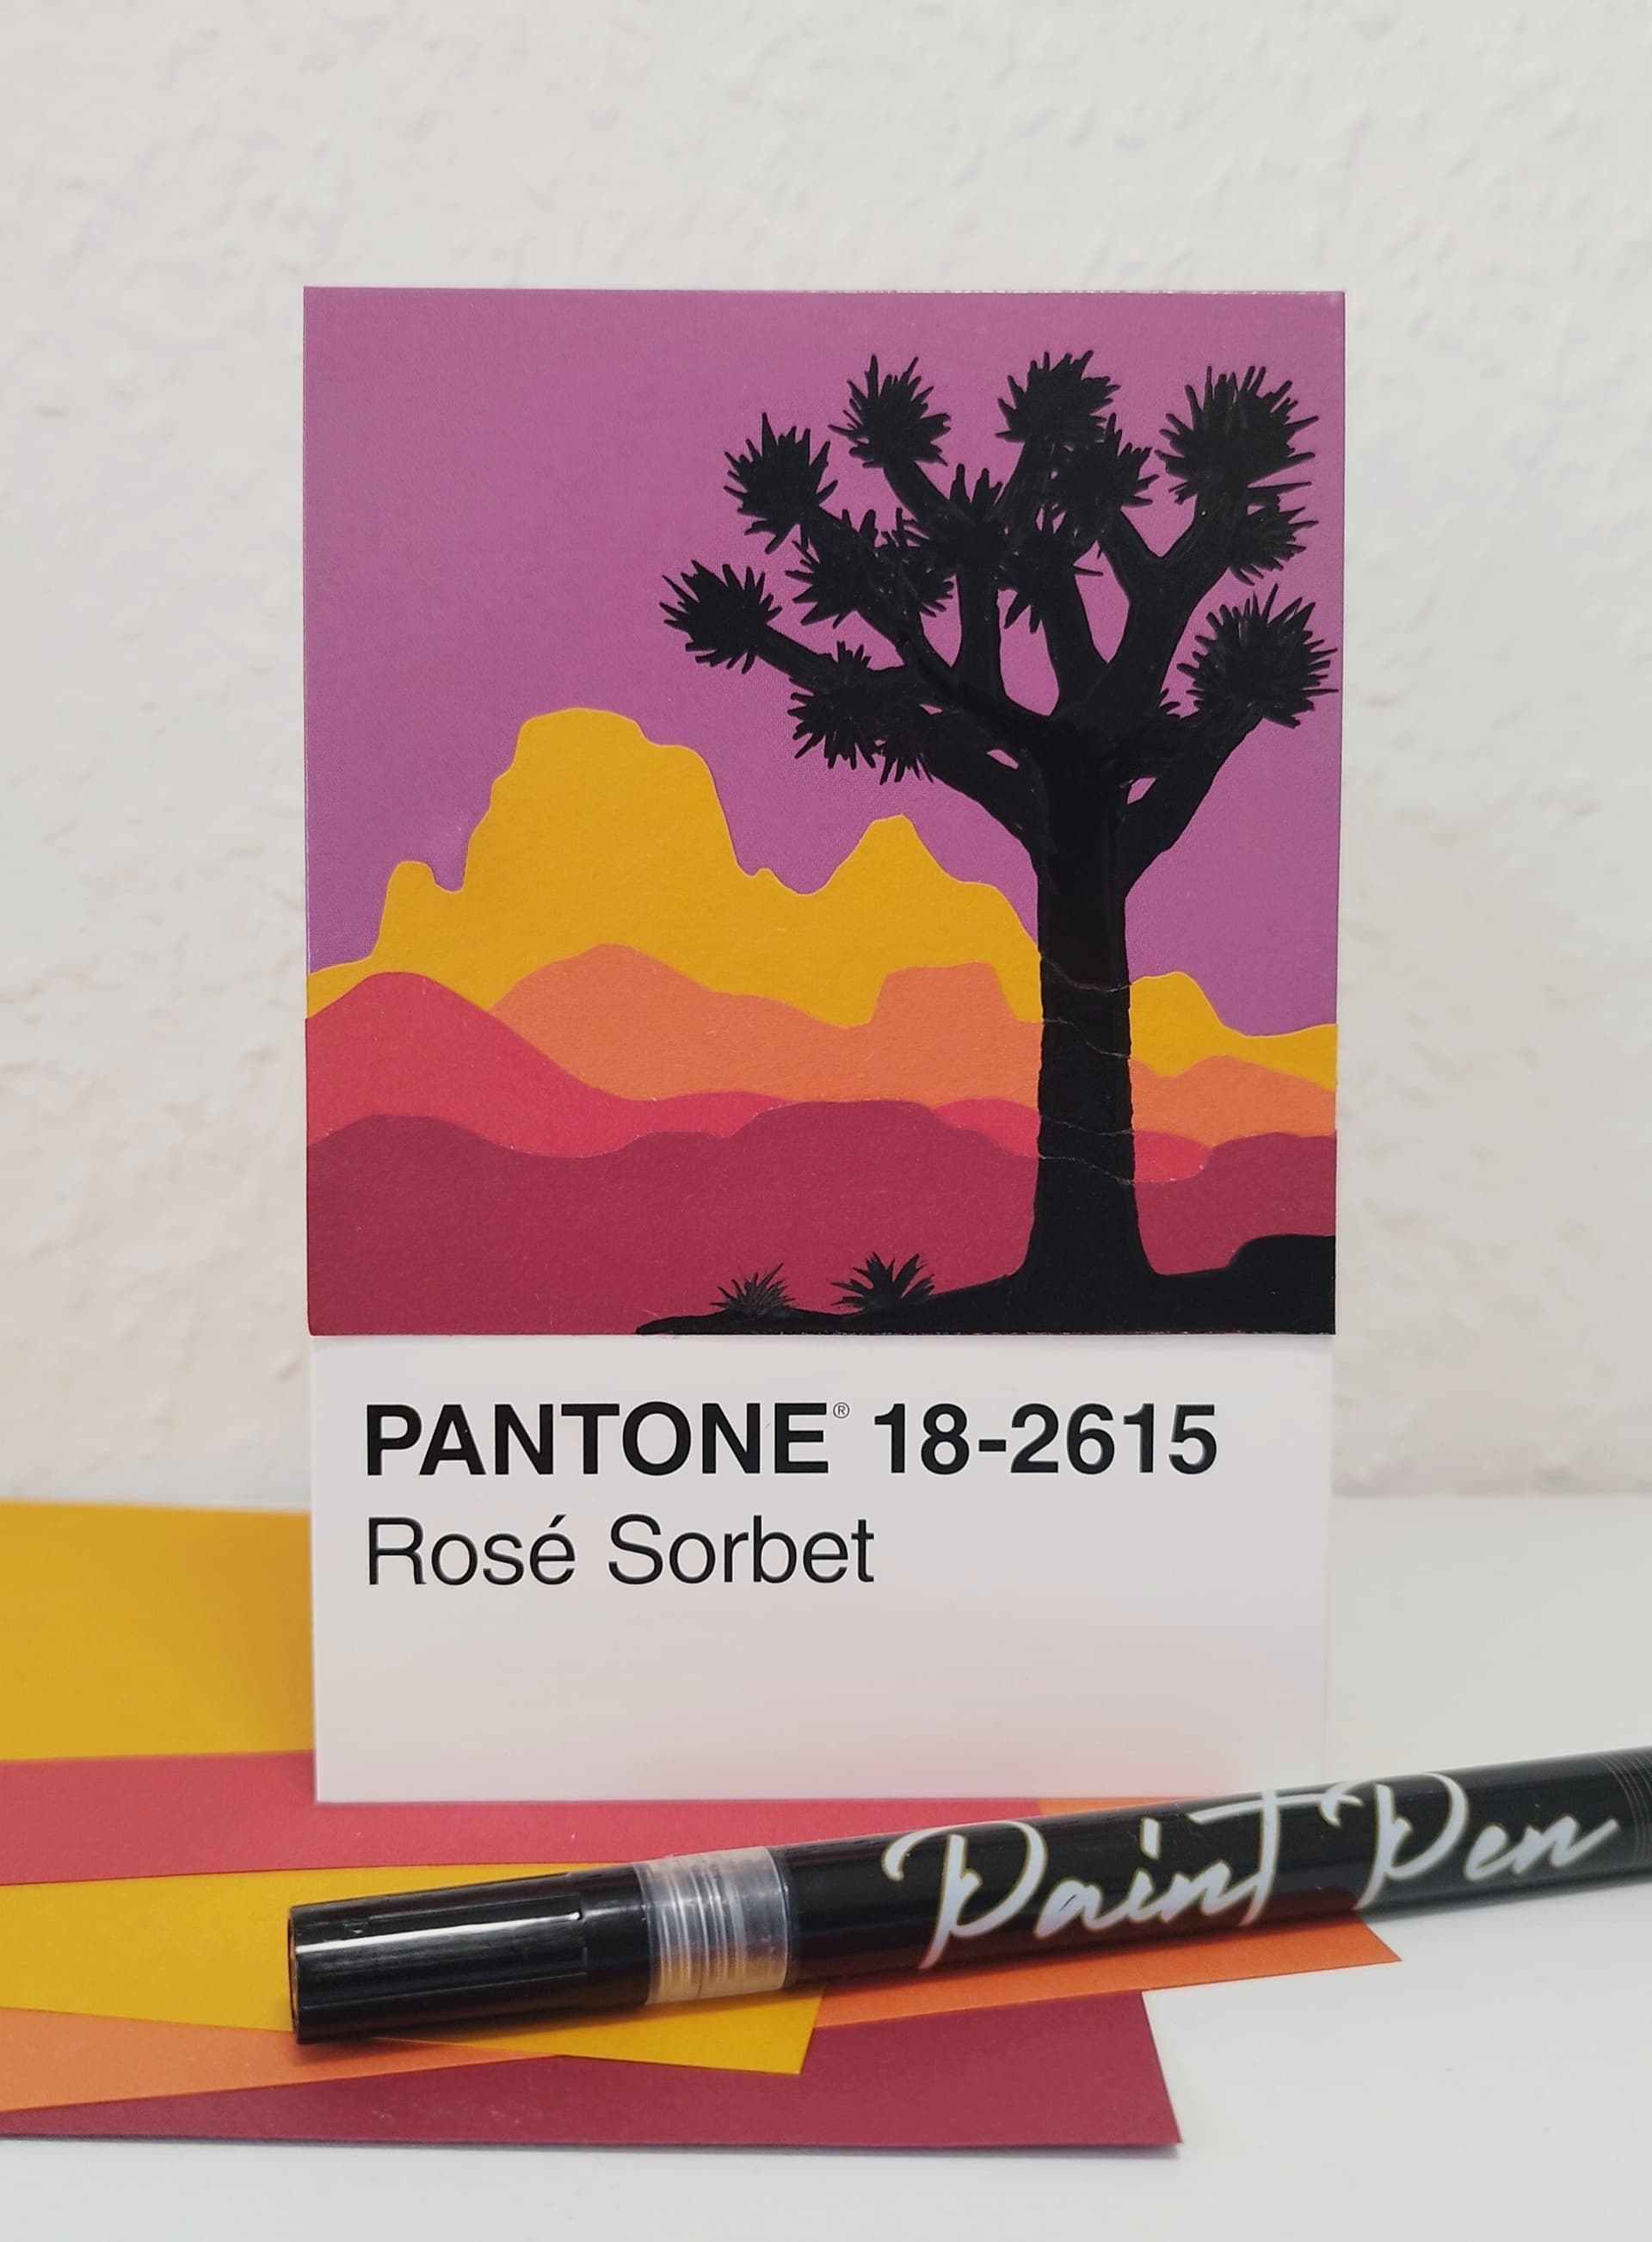 PANTONE® 18-2615
Rosé Sorbet
Paint Pen